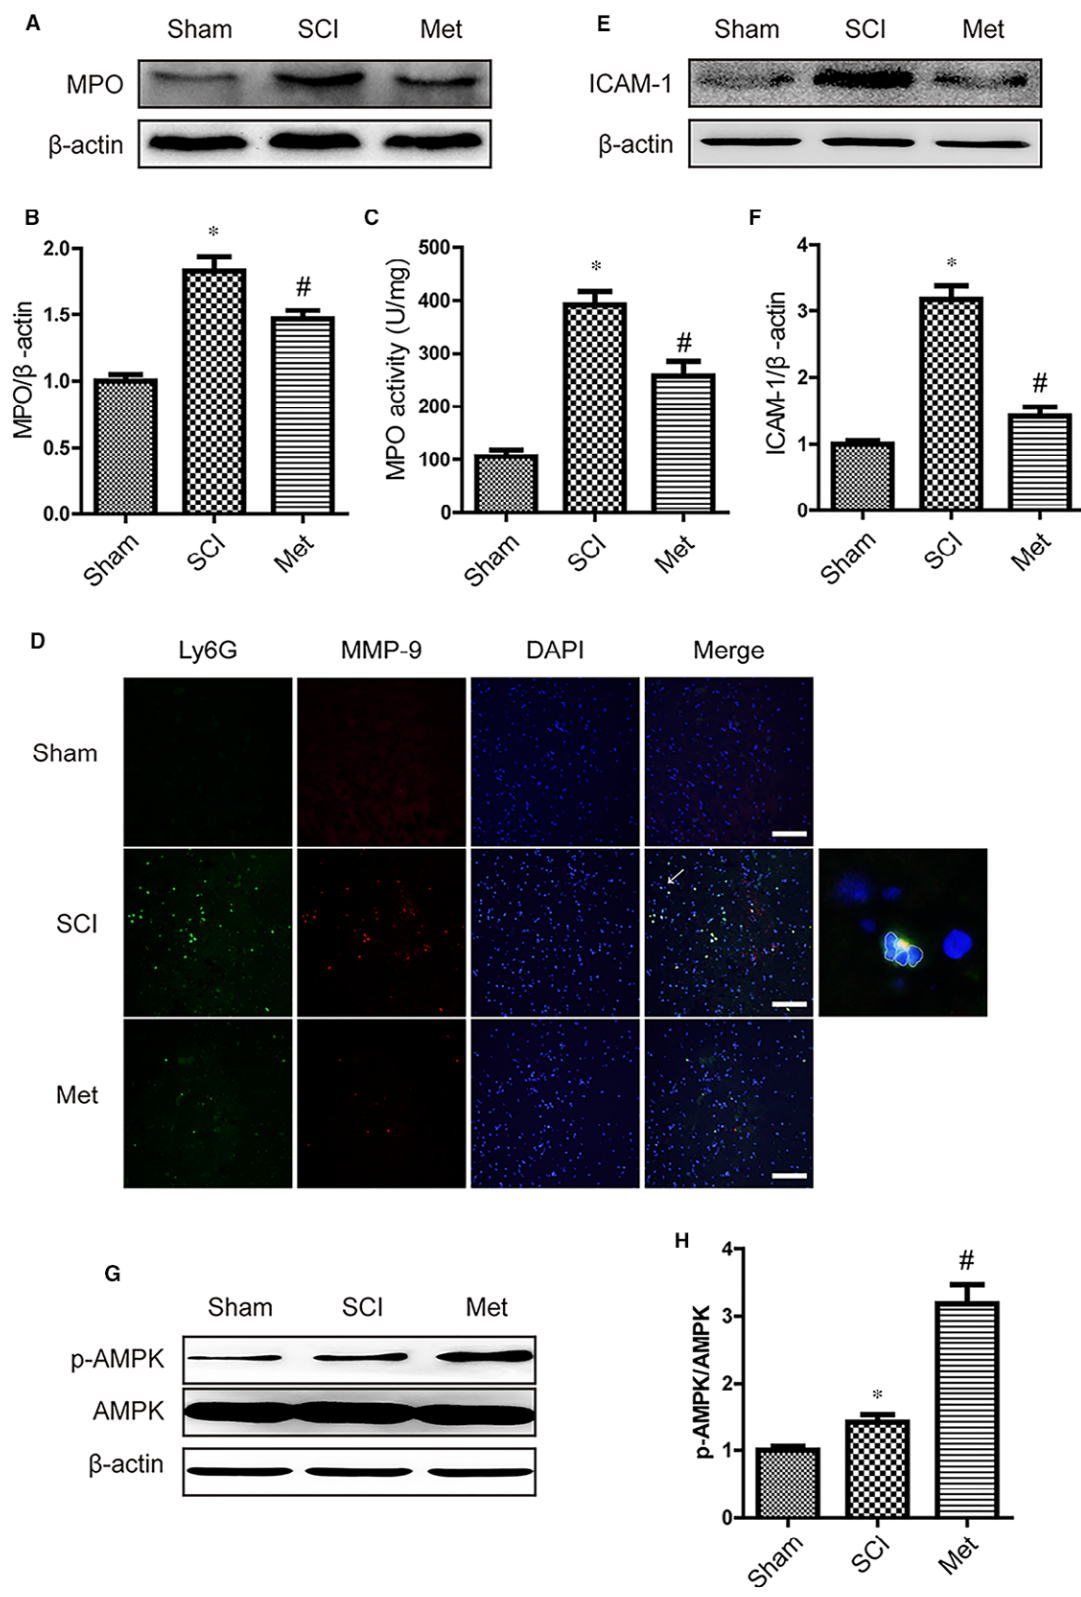 A
Sham SCI Met
MPO
β-actin
E
Sham SCI Met
ICAM-1
β-actin
B
MPO/β -actin
2.0
1.5
1.0
0.5
0.0
*
#
Sham SCI Met
C
MPO activity (U/mg)
500
400
300
200
100
0
*
#
Sham SCI Met
F
ICAM-1/β -actin
4
3
2
1
0
*
#
Sham SCI Met
D
Ly6G MMP-9 DAPI Merge
Sham
SCI
Met
G
Sham SCI Met
p-AMPK
AMPK
β-actin
H
p-AMPK/AMPK
4
3
2
1
0
*
#
Sham SCI Met